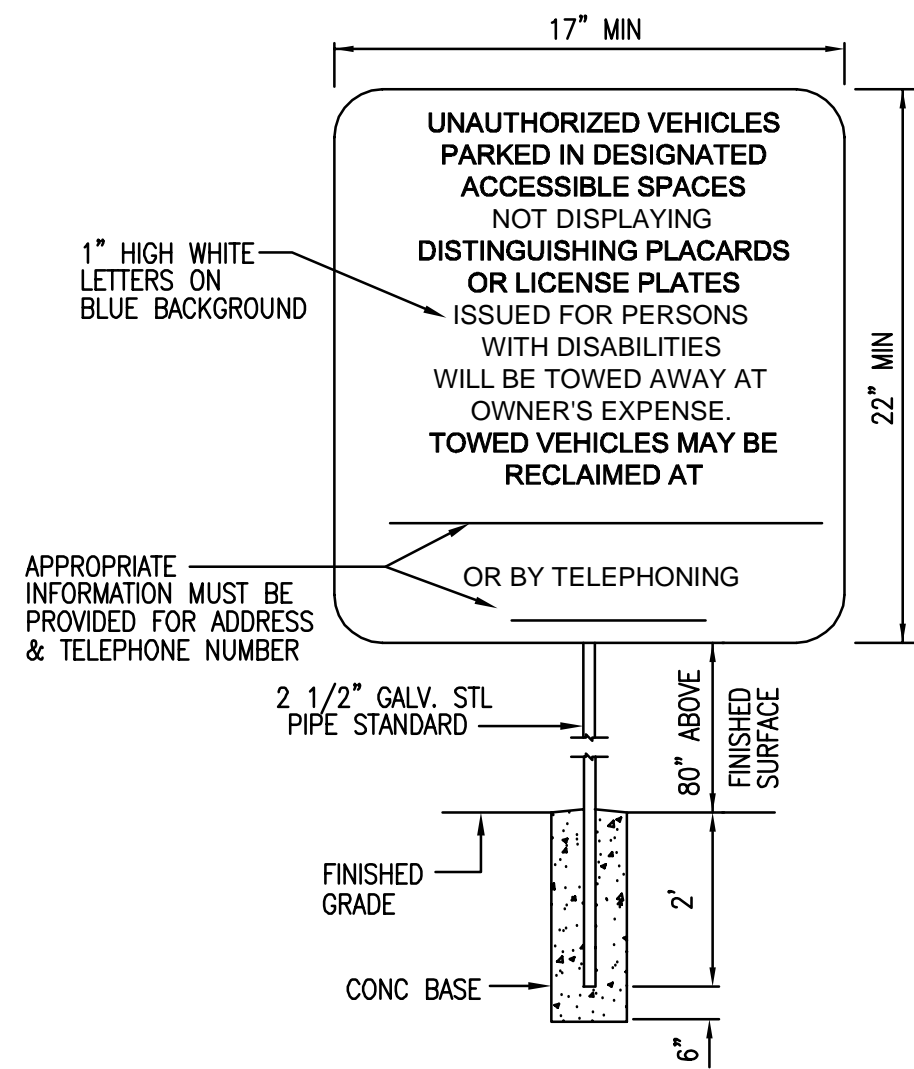 17” MIN
UNAUTHORIZED VEHICLES
PARKED IN DESIGNATED
ACCESSIBLE SPACES
NOT DISPLAYING
DISTINGUISHING PLACARDS
OR LICENSE PLATES
ISSUED FOR PERSONS
WITH DISABILITIES
WILL BE TOWED AWAY AT
OWNER'S EXPENSE.
TOWED VEHICLES MAY BE
RECLAIMED AT
OR BY TELEPHONING
1” HIGH WHITE
LETTERS ON
BLUE BACKGROUND
22” MIN
APPROPRIATE
INFORMATION MUST BE
PROVIDED FOR ADDRESS
& TELEPHONE NUMBER
2 1/2” GALV. STL
PIPE STANDARD
80” ABOVE
FINISHED
SURFACE
FINISHED
GRADE
2'
CONC BASE
6”